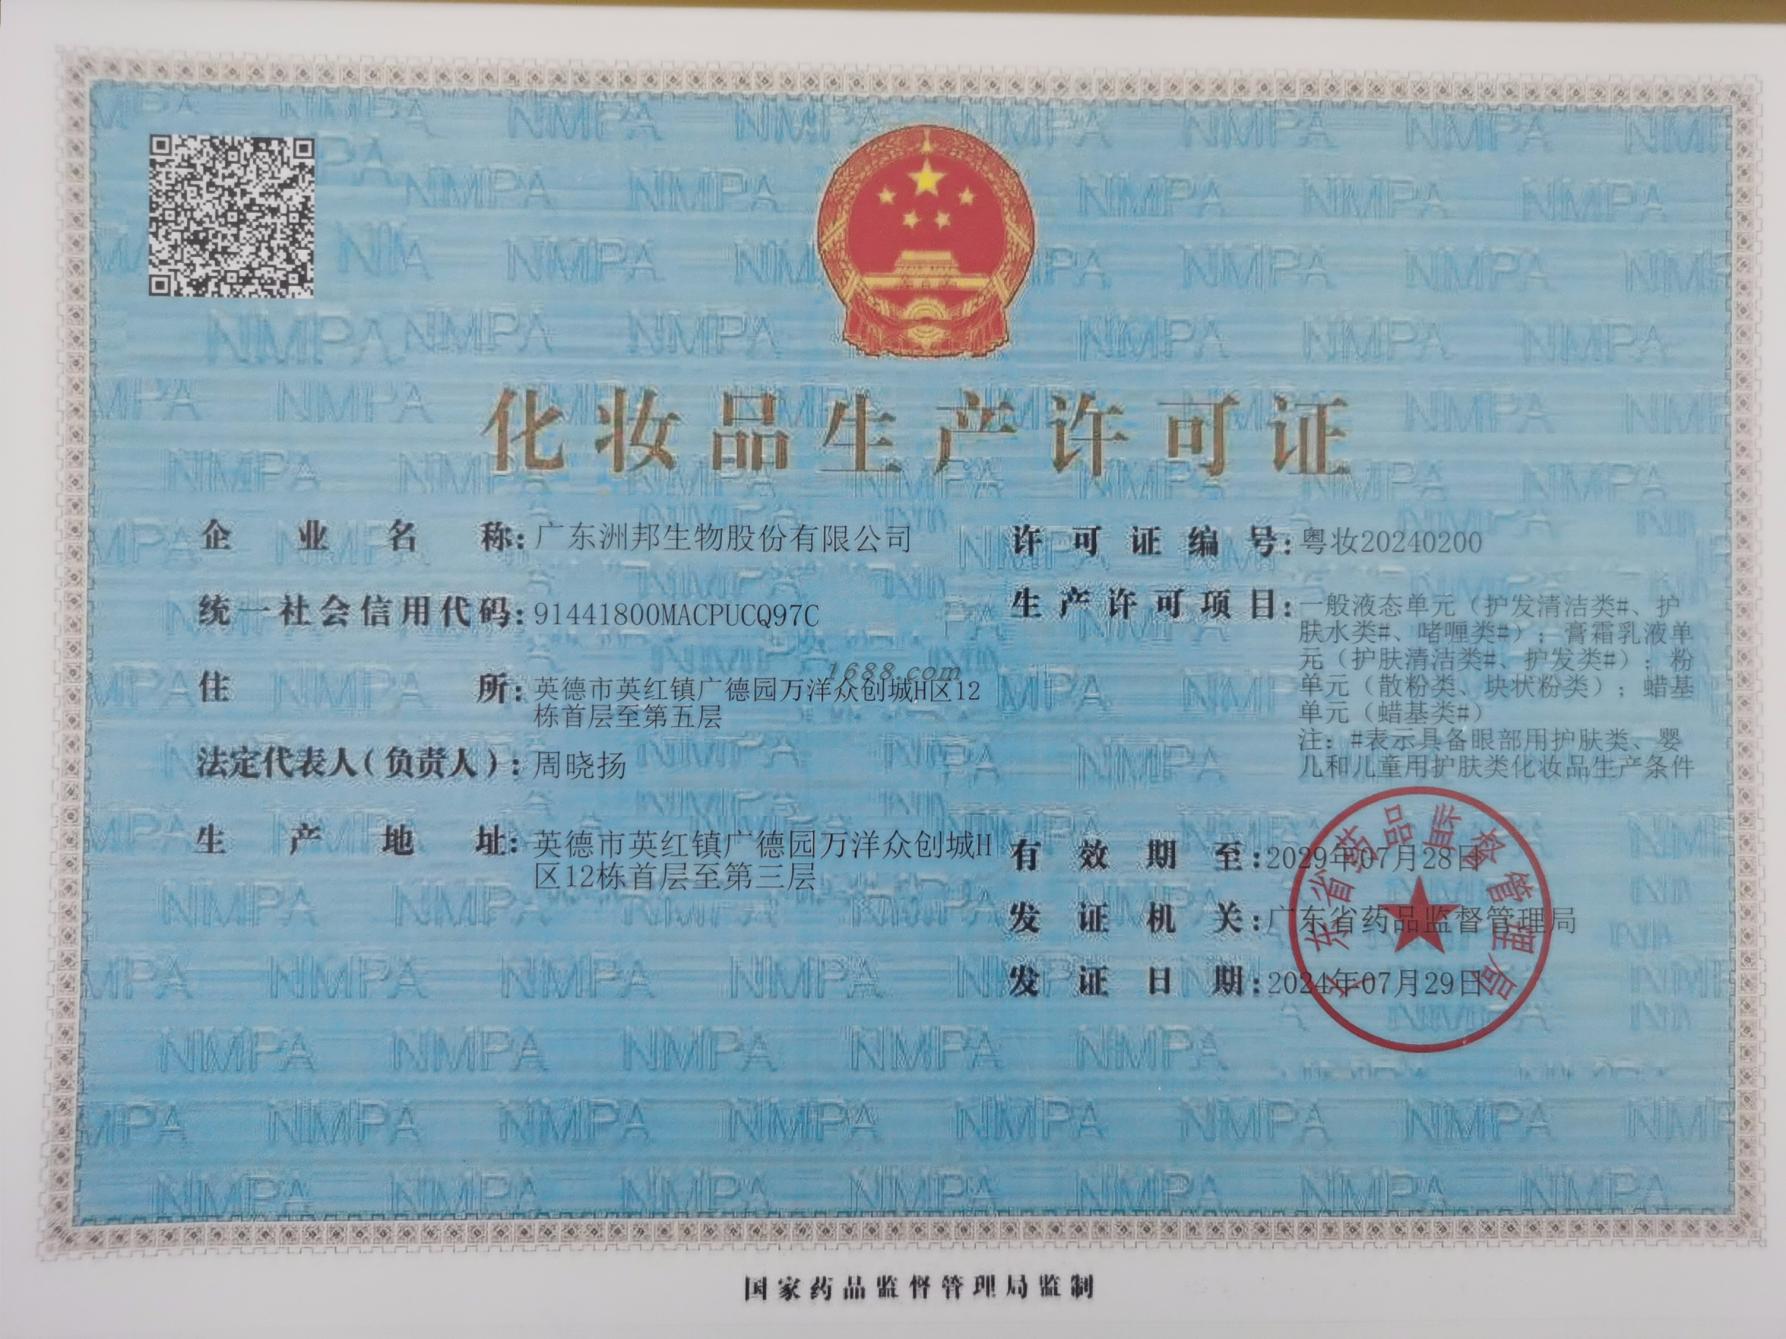 化妆品生产许可证
企业名称：广东洲邦生物股份有限公司
统一社会信用代码：91441800MACPUCQ97C
住所：英德市英红镇广德园万洋众创城H区12
栋首层至第五层
法定代表人（负责人）：周晓扬
生产地址：英德市英红镇广德园万洋众创城H
区12栋首层至第三层
许可证编号：粤妆20240200
生产许可项目：一般液态单元（护发清洁类#、护
肤水类#、啫喱类#）；膏霜乳液单
元（护肤清洁类#、护发类#）；粉
单元（散粉类、块状粉类）；蜡基
单元（蜡基类#）
注：#表示具备眼部用护肤类、婴
儿和儿童用护肤类化妆品生产条件
有效期至：2029年07月28日
发证机关：广东省药品监督管理局
发证日期：2024年07月29日
广东省药品监督管理局
1688.com
NMPA
国家药品监督管理局监制